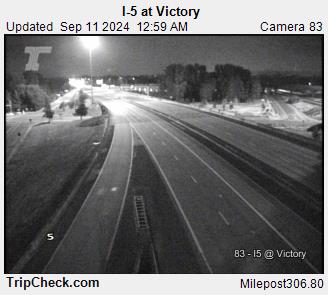 I-5 at Victory
Updated Sep 11 2024 12:59 AM Camera 83
T
S
83 - I5 @ Victory
TripCheck.com Milepost306.80